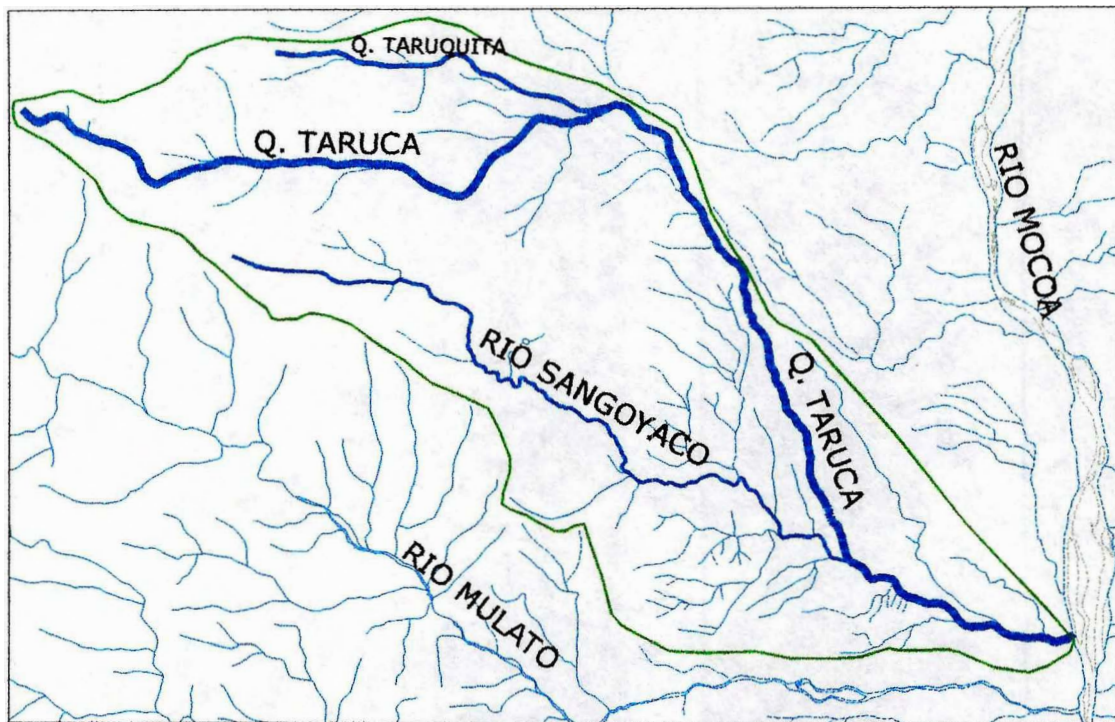 Q. TARUQUITA
Q. TARUCA
RIO MOCOA
RIO SANGOYACO
Q. TARUCA
RIO MULATO